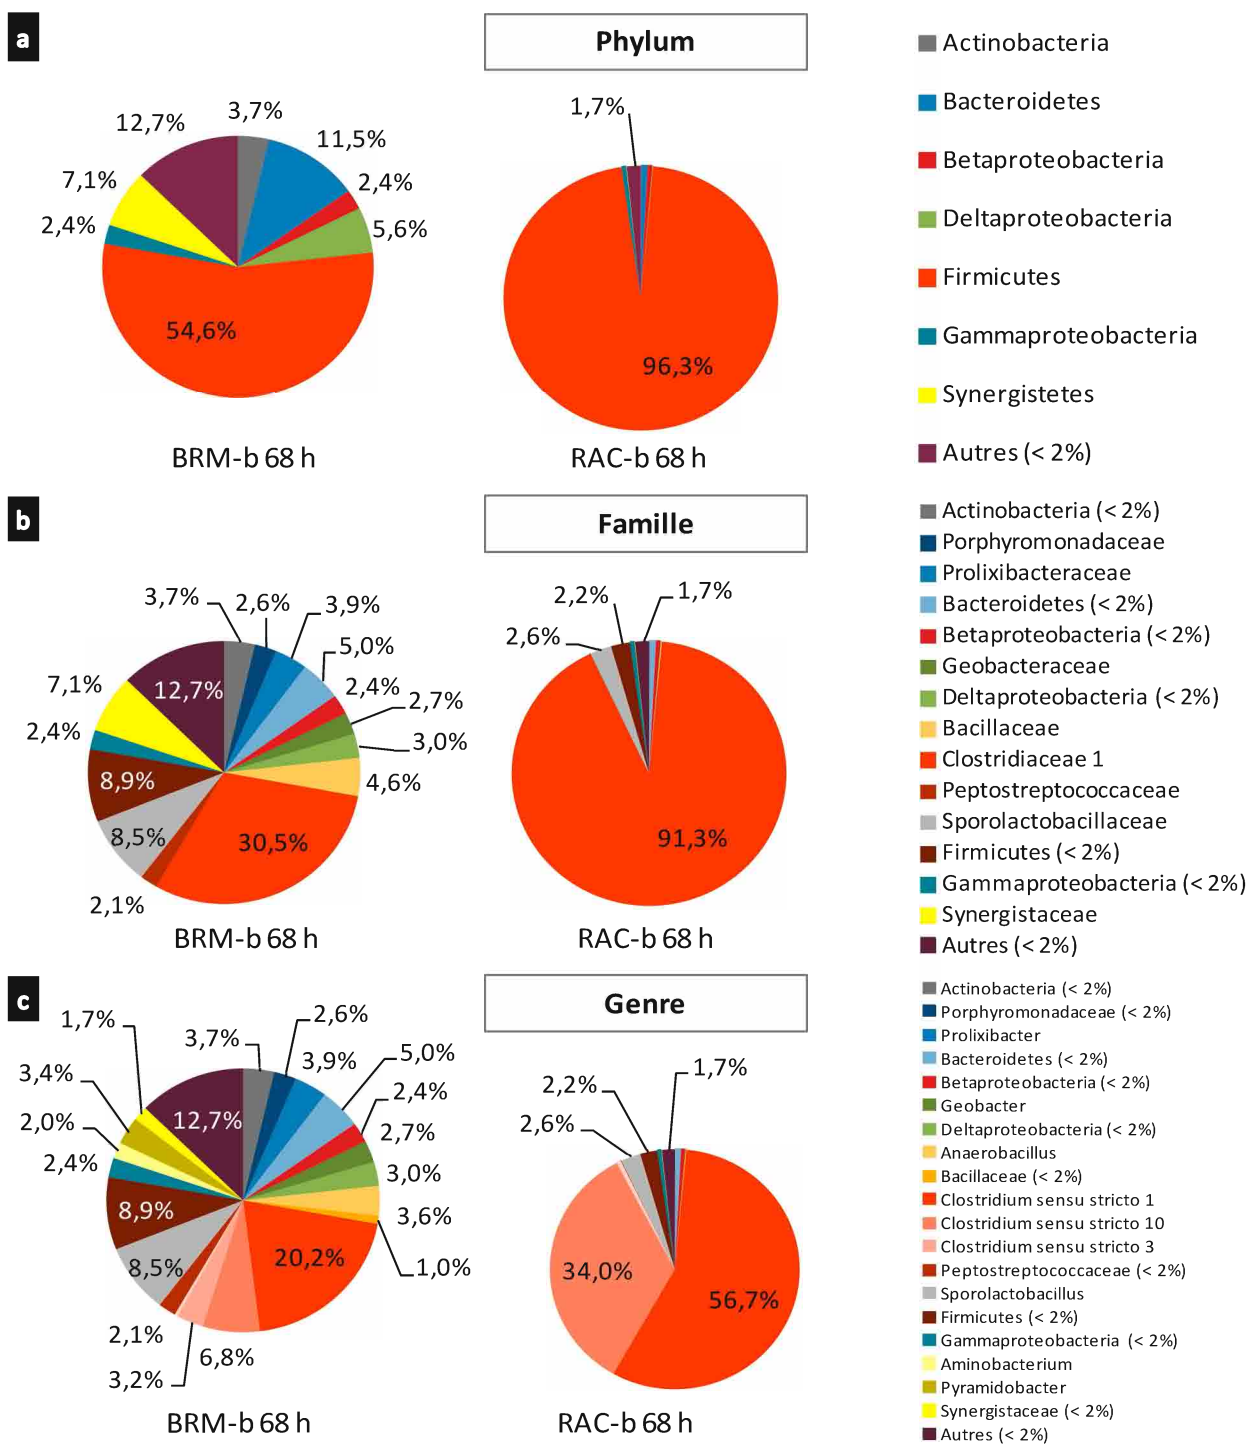 a
Phylum
3,7%
11,5%
2,4%
5,6%
54,6%
2,4%
7,1%
12,7%
BRM-b 68 h
1,7%
96,3%
RAC-b 68 h
Actinobacteria
Bacteroidetes
Betaproteobacteria
Deltaproteobacteria
Firmicutes
Gammaproteobacteria
Synergistetes
Autres (< 2%)
b
Famille
3,7%
2,6%
3,9%
5,0%
2,4%
2,7%
3,0%
4,6%
30,5%
2,1%
8,5%
8,9%
2,4%
7,1%
12,7%
BRM-b 68 h
2,6%
2,2%
1,7%
91,3%
RAC-b 68 h
Actinobacteria (< 2%)
Porphyromonadaceae
Prolixibacteraceae
Bacteroidetes (< 2%)
Betaproteobacteria (< 2%)
Geobacteraceae
Deltaproteobacteria (< 2%)
Bacillaceae
Clostridiaceae 1
Peptostreptococcaceae
Sporolactobacillaceae
Firmicutes (< 2%)
Gammaproteobacteria (< 2%)
Synergistaceae
Autres (< 2%)
c
Genre
3,7%
2,6%
3,9%
5,0%
2,4%
2,7%
3,0%
3,6%
1,0%
20,2%
6,8%
3,2%
2,1%
8,5%
8,9%
2,4%
2,0%
3,4%
1,7%
12,7%
BRM-b 68 h
2,6%
2,2%
1,7%
34,0%
56,7%
RAC-b 68 h
Actinobacteria (< 2%)
Porphyromonadaceae (< 2%)
Prolixibacter
Bacteroidetes (< 2%)
Betaproteobacteria (< 2%)
Geobacter
Deltaproteobacteria (< 2%)
Anaerobacillus
Bacillaceae (< 2%)
Clostridium sensu stricto 1
Clostridium sensu stricto 10
Clostridium sensu stricto 3
Peptostreptococcaceae (< 2%)
Sporolactobacillus
Firmicutes (< 2%)
Gammaproteobacteria (< 2%)
Aminobacterium
Pyramidobacter
Synergistaceae (< 2%)
Autres (< 2%)